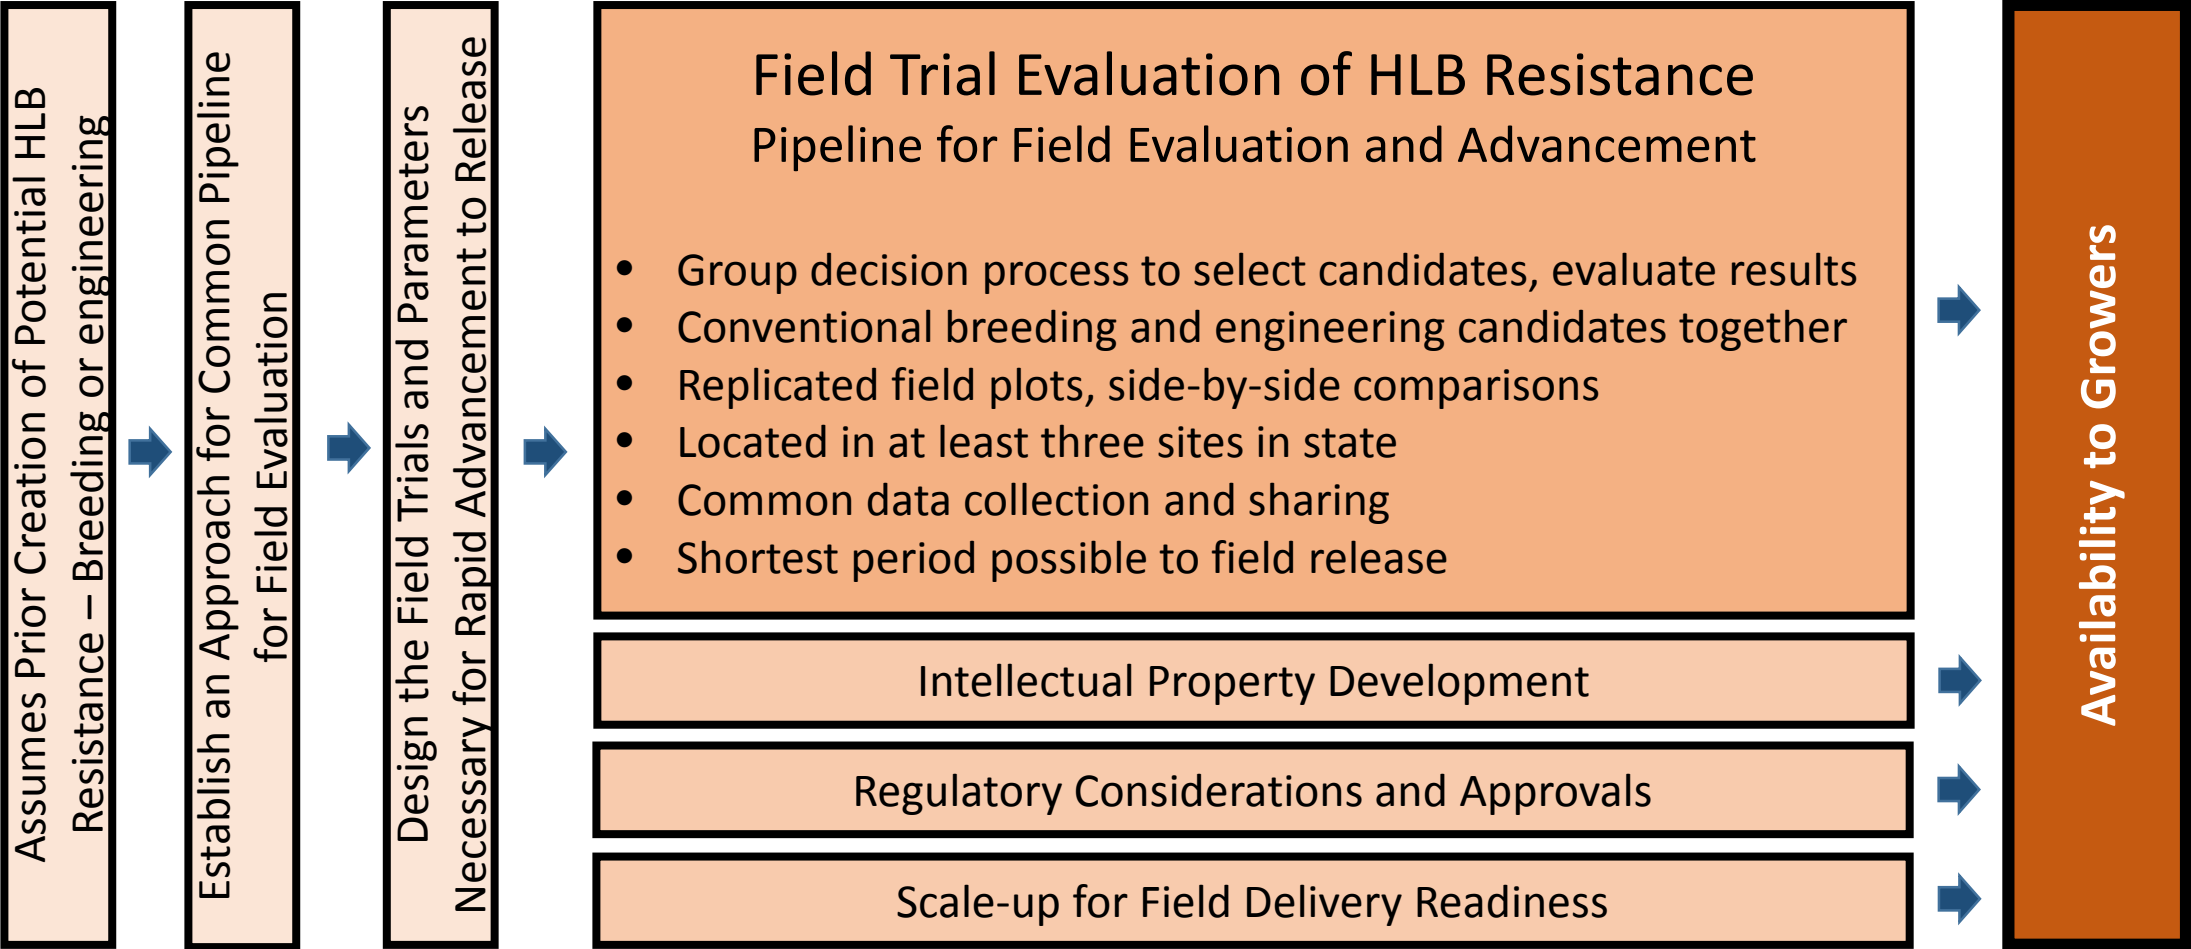 Assumes Prior Creation of Potential HLB
Resistance – Breeding or engineering
Establish an Approach for Common Pipeline
for Field Evaluation
Design the Field Trials and Parameters
Necessary for Rapid Advancement to Release
Field Trial Evaluation of HLB Resistance
Pipeline for Field Evaluation and Advancement
• Group decision process to select candidates, evaluate results
• Conventional breeding and engineering candidates together
• Replicated field plots, side-by-side comparisons
• Located in at least three sites in state
• Common data collection and sharing
• Shortest period possible to field release
Intellectual Property Development
Regulatory Considerations and Approvals
Scale-up for Field Delivery Readiness
Availability to Growers